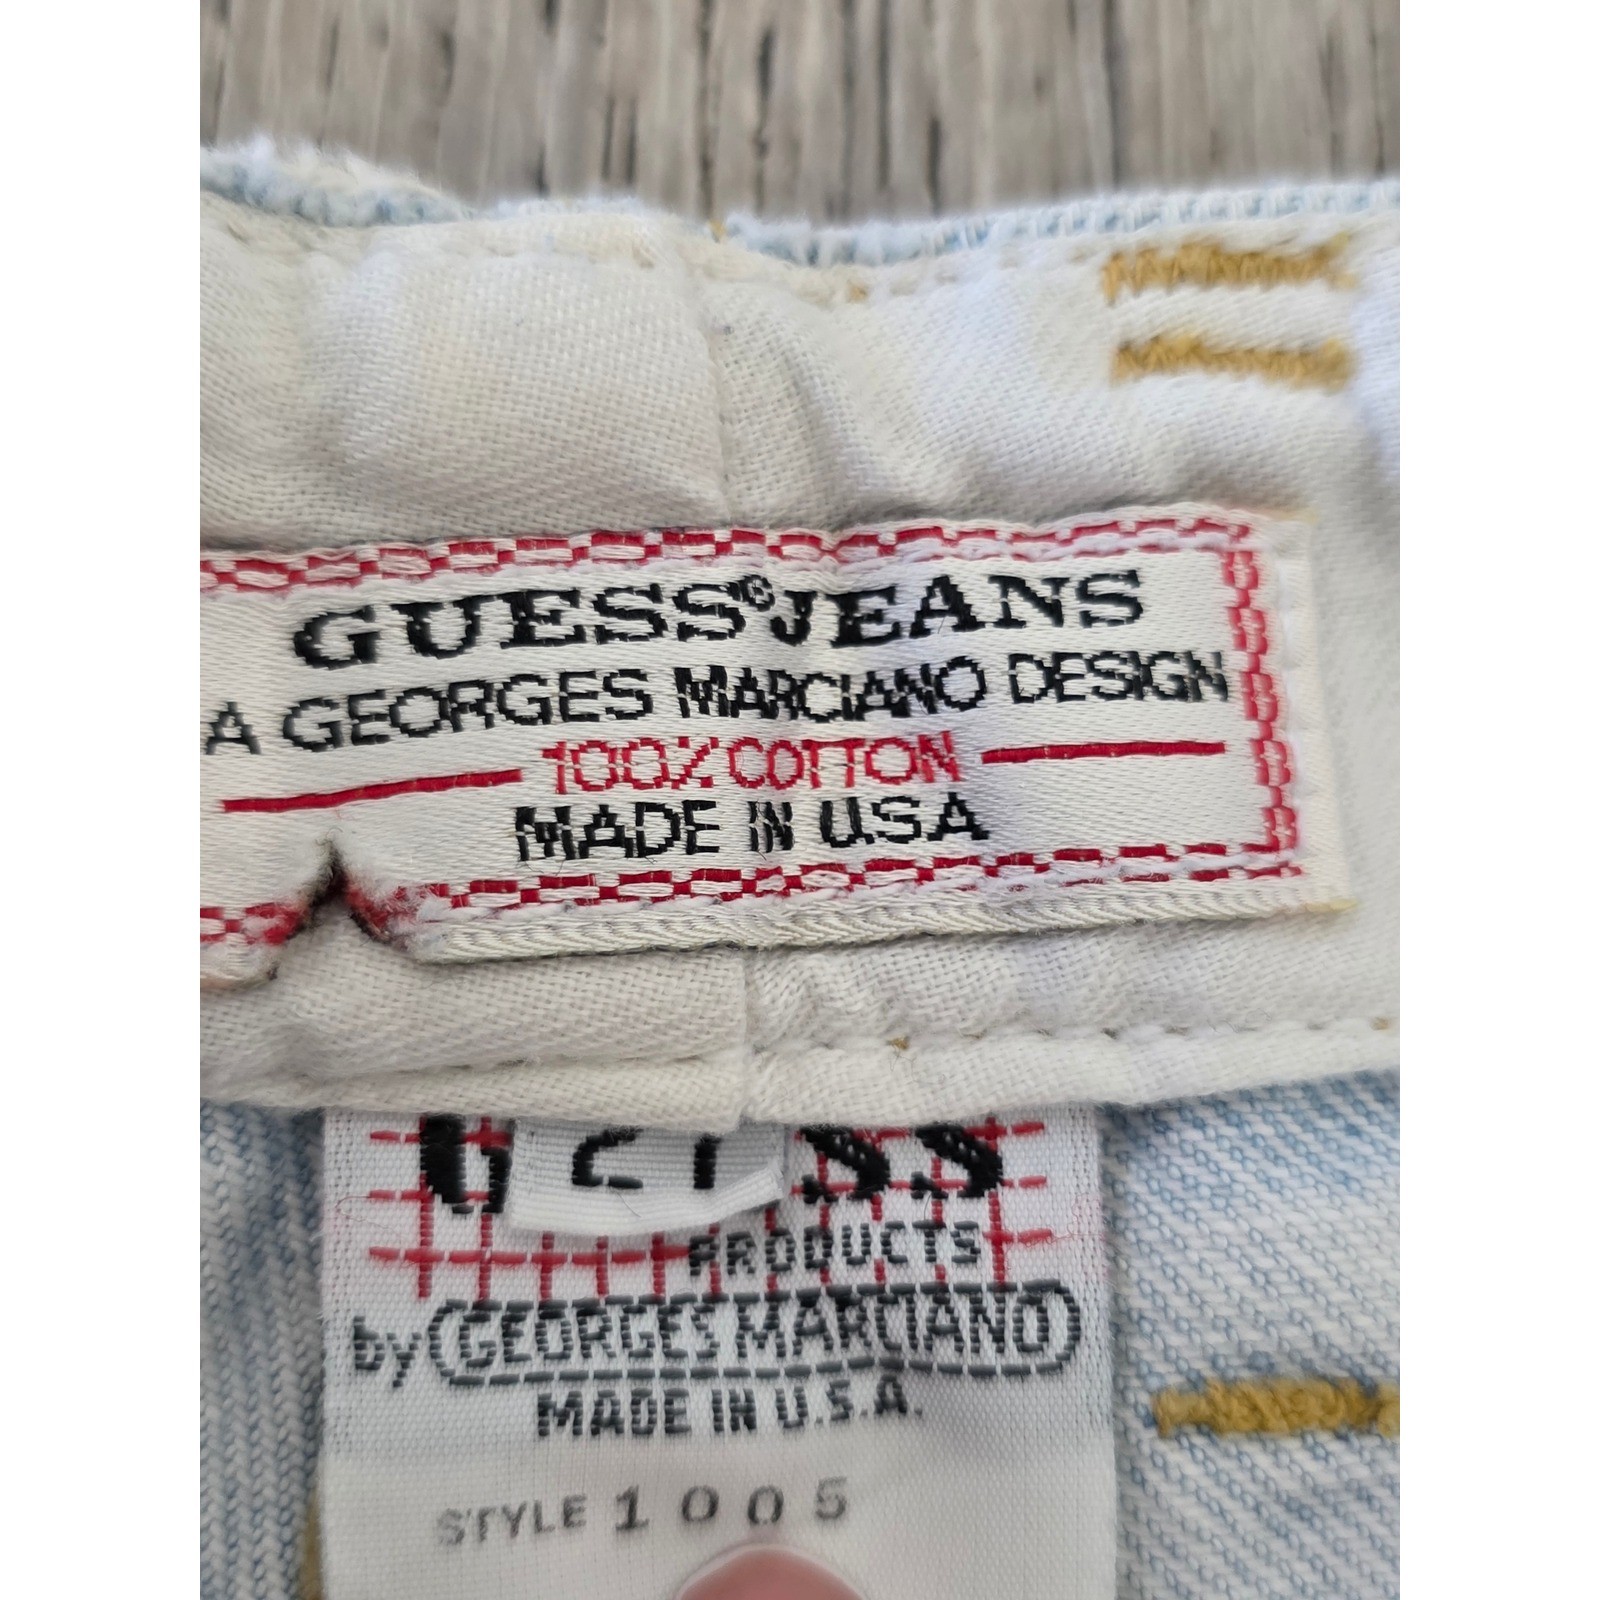 GUESS® JEANS
A GEORGES MARCIANO DESIGN
100% COTTON
MADE IN U.S.A
PRODUCTS
by GEORGES MARCIANO
MADE IN U.S.A.
STYLE 1005